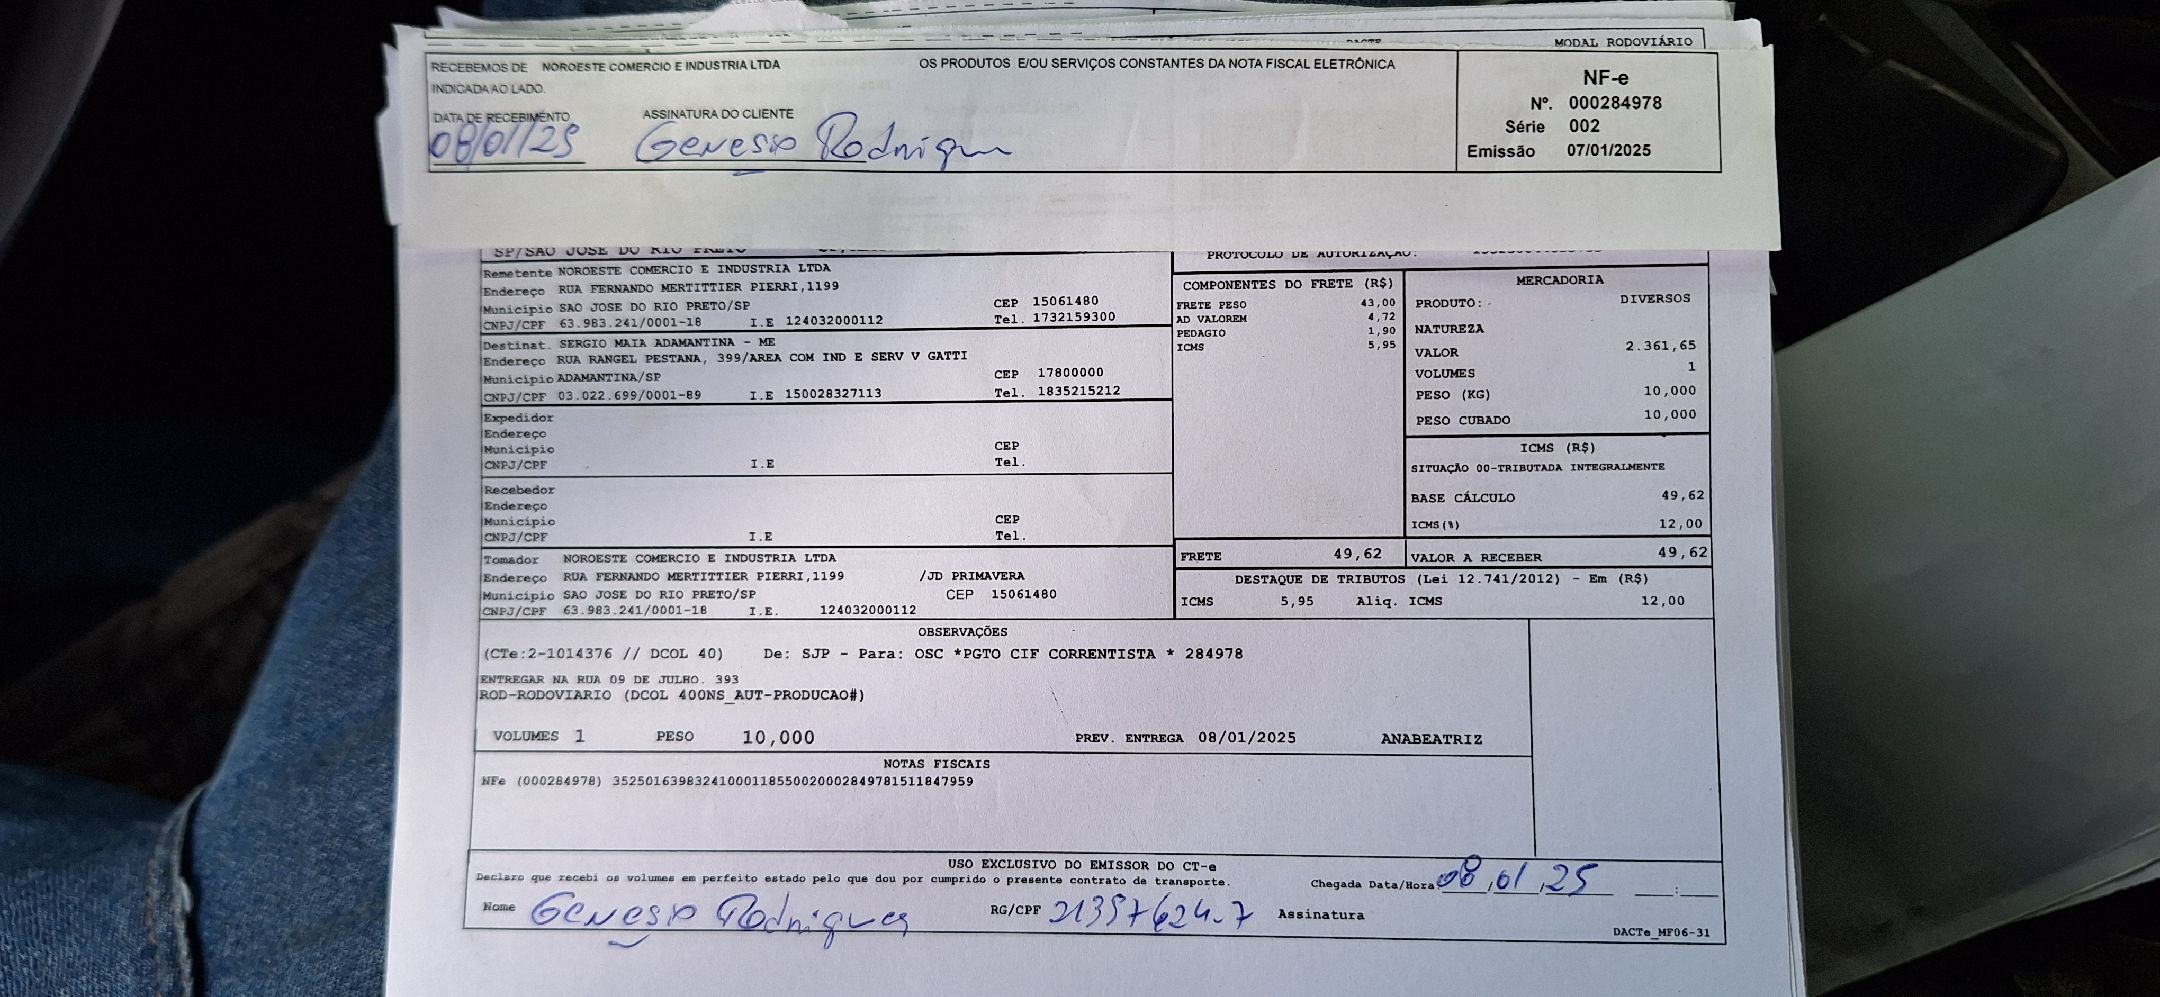 MODAL RODOVIÁRIO
RECEBEMOS DE NOROESTE COMERCIO E INDUSTRIA LTDA OS PRODUTOS E/OU SERVIÇOS CONSTANTES DA NOTA FISCAL ELETRÔNICA
INDICADA AO LADO.
DATA DE RECEBIMENTO ASSINATURA DO CLIENTE
08/01/25 Genesio Rodrigues
NF-e
Nº. 000284978
Série 002
Emissão 07/01/2025
SP/SAO JOSE DO RIO PRETO
PROTOCOLO DE AUTORIZAÇÃO:
Remetente NOROESTE COMERCIO E INDUSTRIA LTDA
Endereço RUA FERNANDO MERTITTIER PIERRI,1199
Município SAO JOSE DO RIO PRETO/SP CEP 15061480
CNPJ/CPF 63.983.241/0001-18 I.E 124032000112 Tel. 1732159300
Destinat. SERGIO MAIA ADAMANTINA - ME
Endereço RUA RANGEL PESTANA, 399/AREA COM IND E SERV V GATTI
Município ADAMANTINA/SP CEP 17800000
CNPJ/CPF 03.022.699/0001-89 I.E 150028327113 Tel. 1835215212
Expedidor
Endereço
Município CEP
CNPJ/CPF I.E Tel.
Recebedor
Endereço
Município CEP
CNPJ/CPF I.E Tel.
Tomador NOROESTE COMERCIO E INDUSTRIA LTDA
Endereço RUA FERNANDO MERTITTIER PIERRI,1199 /JD PRIMAVERA
Município SAO JOSE DO RIO PRETO/SP CEP 15061480
CNPJ/CPF 63.983.241/0001-18 I.E. 124032000112
COMPONENTES DO FRETE (R$)
FRETE PESO 43,00
AD VALOREM 4,72
PEDAGIO 1,90
ICMS 5,95
MERCADORIA
PRODUTO: DIVERSOS
NATUREZA
VALOR 2.361,65
VOLUMES 1
PESO (KG) 10,000
PESO CUBADO 10,000
ICMS (R$)
SITUAÇÃO 00-TRIBUTADA INTEGRALMENTE
BASE CÁLCULO 49,62
ICMS(%) 12,00
FRETE 49,62 VALOR A RECEBER 49,62
DESTAQUE DE TRIBUTOS (Lei 12.741/2012) - Em (R$)
ICMS 5,95 Aliq. ICMS 12,00
OBSERVAÇÕES
(CTe:2-1014376 // DCOL 40) De: SJP - Para: OSC *PGTO CIF CORRENTISTA * 284978
ENTREGAR NA RUA 09 DE JULHO. 393
ROD-RODOVIARIO (DCOL 400NS_AUT-PRODUCAO#)
VOLUMES 1 PESO 10,000 PREV. ENTREGA 08/01/2025 ANABEATRIZ
NOTAS FISCAIS
NFe (000284978) 35250163983241000118550020002849781511847959
USO EXCLUSIVO DO EMISSOR DO CT-e
Declaro que recebi os volumes em perfeito estado pelo que dou por cumprido o presente contrato de transporte. Chegada Data/Hora 08/01/25 __:__
Nome Genesio Rodrigues RG/CPF 21357624-7 Assinatura
DACTe_MF06-31